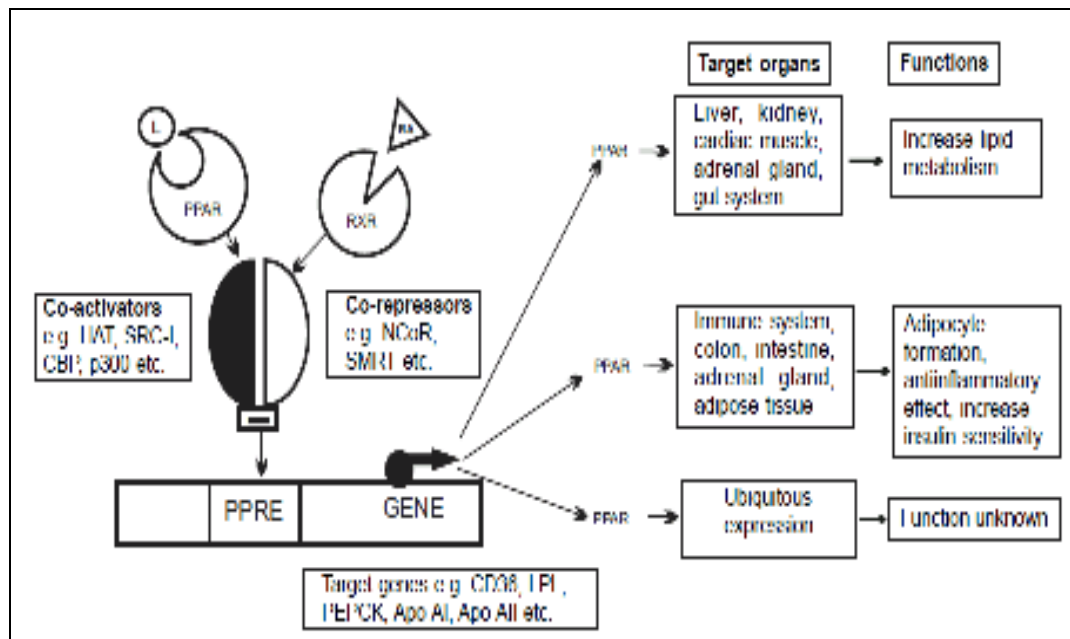 Target organs
Functions
L
RA
PPAR
RXR
Liver, kidney,
cardiac muscle,
adrenal gland,
gut system
PPAR
Increase lipid
metabolism
Co-activators
e.g. HAT, SRC-I,
CBP, p300 etc.
Co-repressors
e.g. NCoR,
SMRT etc.
Immune system,
colon, intestine,
adrenal gland,
adipose tissue
PPAR
Adipocyte
formation,
antiinflammatory
effect, increase
insulin sensitivity
PPRE
GENE
PPAR
Ubiquitous
expression
Function unknown
Target genes e.g. CD36, LPL,
PEPCK, Apo AI, Apo AII etc.